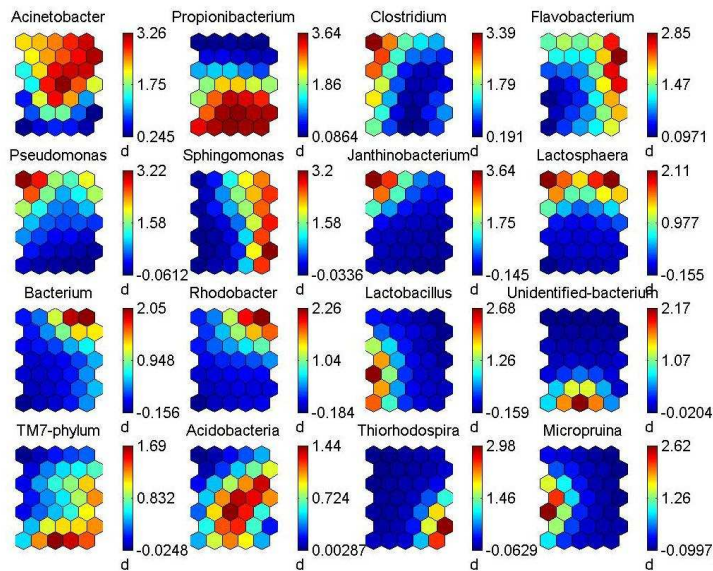 Acinetobacter Propionibacterium Clostridium Flavobacterium
3.26 3.64 3.39 2.85
1.75 1.86 1.79 1.47
0.245 0.0864 0.191 0.0971
d d d d
Pseudomonas Sphingomonas Janthinobacterium Lactosphaera
3.22 3.2 3.64 2.11
1.58 1.58 1.75 0.977
-0.0612 -0.0336 -0.145 -0.155
d d d d
Bacterium Rhodobacter Lactobacillus Unidentified-bacterium
2.05 2.26 2.68 2.17
0.948 1.04 1.26 1.07
-0.156 -0.184 -0.159 -0.0204
d d d d
TM7-phylum Acidobacteria Thiorhodospira Micropruina
1.69 1.44 2.98 2.62
0.832 0.724 1.46 1.26
-0.0248 0.00287 -0.0629 -0.0997
d d d d